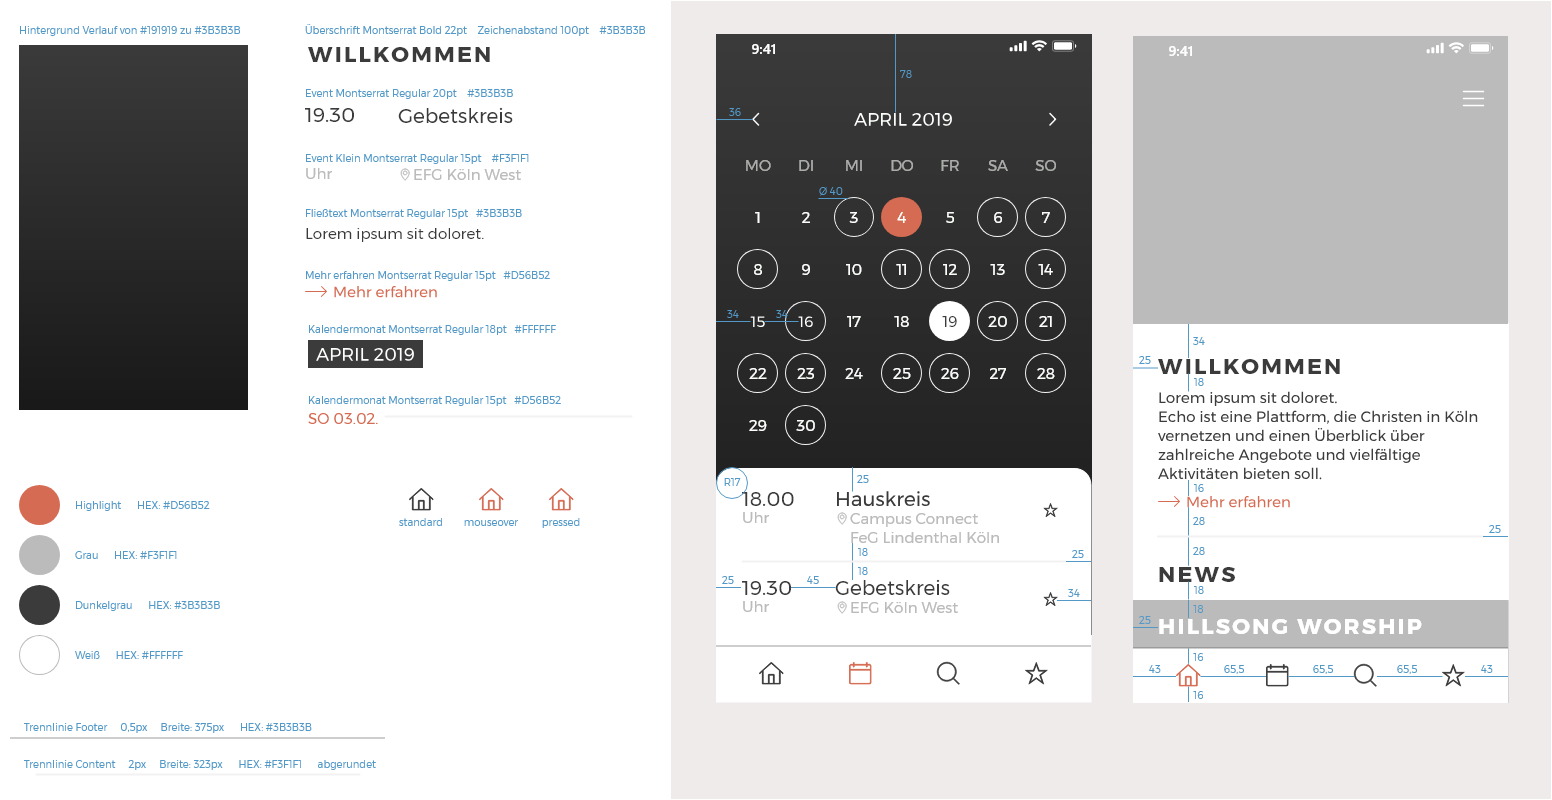 Hintergrund Verlauf von #191919 zu #3B3B3B
Überschrift Montserrat Bold 22pt Zeichenabstand 100pt #3B3B3B
WILLKOMMEN
Event Montserrat Regular 20pt #3B3B3B
19.30 Gebetskreis
Event Klein Montserrat Regular 15pt #F3F1F1
Uhr EFG Köln West
Fließtext Montserrat Regular 15pt #3B3B3B
Lorem ipsum sit doloret.
Mehr erfahren Montserrat Regular 15pt #D56B52
Mehr erfahren
Kalendermonat Montserrat Regular 18pt #FFFFFF
APRIL 2019
Kalendermonat Montserrat Regular 15pt #D56B52
SO 03.02.
Highlight HEX: #D56B52
Grau HEX: #F3F1F1
Dunkelgrau HEX: #3B3B3B
Weiß HEX: #FFFFFF
standard mouseover pressed
Trennlinie Footer 0,5px Breite: 375px HEX: #3B3B3B
Trennlinie Content 2px Breite: 323px HEX: #F3F1F1 abgerundet
9:41
78
36
APRIL 2019
MO DI MI DO FR SA SO
Ø 40
1 2 3 4 5 6 7
8 9 10 11 12 13 14
34 34
15 16 17 18 19 20 21
22 23 24 25 26 27 28
29 30
R17
25
18.00 Hauskreis
Uhr Campus Connect
FeG Lindenthal Köln
18
25
18
25 45
19.30 Gebetskreis
34
Uhr EFG Köln West
9:41
34
25
WILLKOMMEN
18
Lorem ipsum sit doloret.
Echo ist eine Plattform, die Christen in Köln
vernetzen und einen Überblick über
zahlreiche Angebote und vielfältige
Aktivitäten bieten soll.
16
Mehr erfahren
28
25
28
NEWS
18
18
25
HILLSONG WORSHIP
16
43 65,5 65,5 65,5 43
16